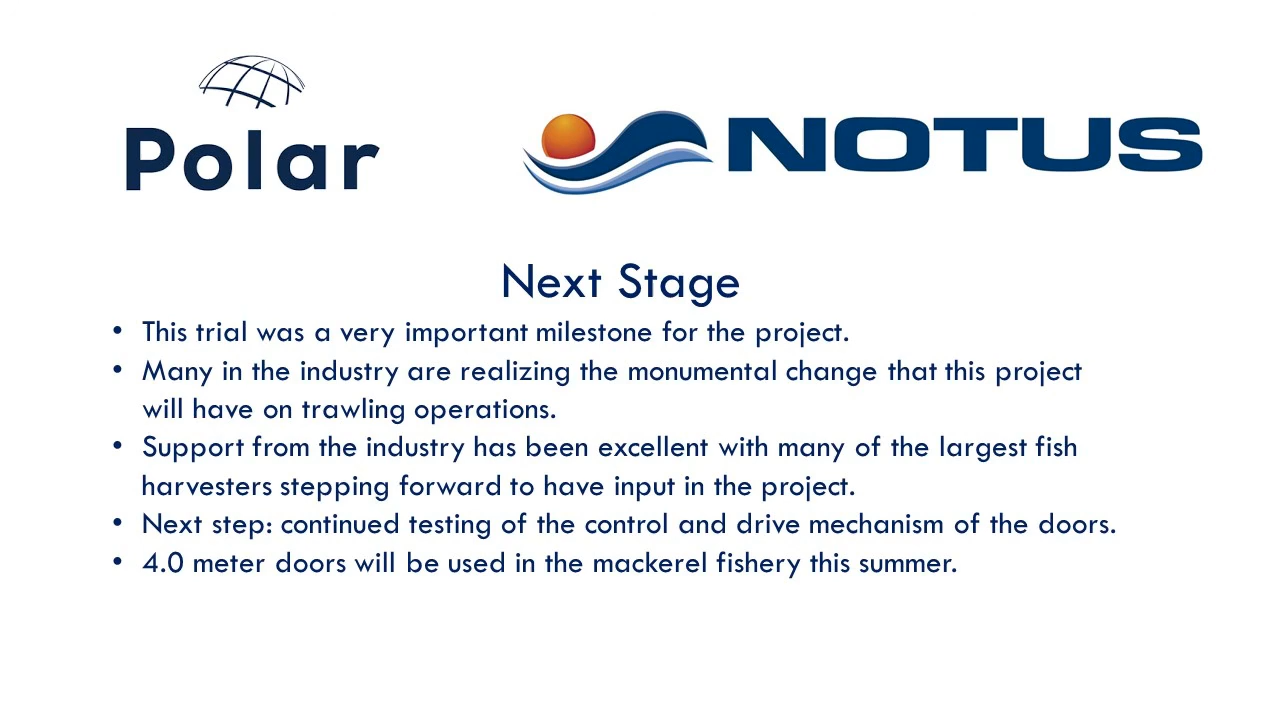 Polar
NOTUS
Next Stage
• This trial was a very important milestone for the project.
• Many in the industry are realizing the monumental change that this project
will have on trawling operations.
• Support from the industry has been excellent with many of the largest fish
harvesters stepping forward to have input in the project.
• Next step: continued testing of the control and drive mechanism of the doors.
• 4.0 meter doors will be used in the mackerel fishery this summer.